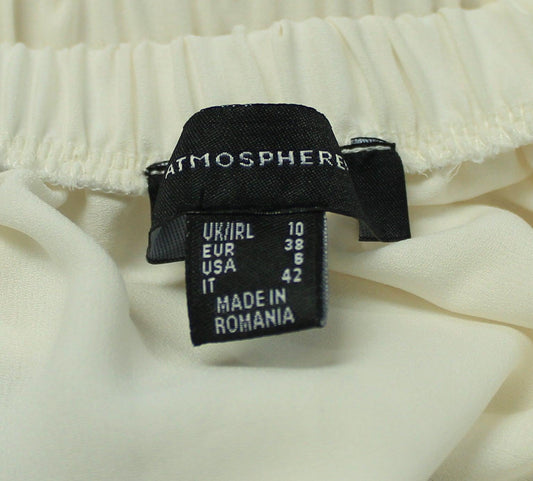 ATMOSPHERE
UK/IRL 10
EUR 38
USA 6
IT 42
MADE IN
ROMANIA